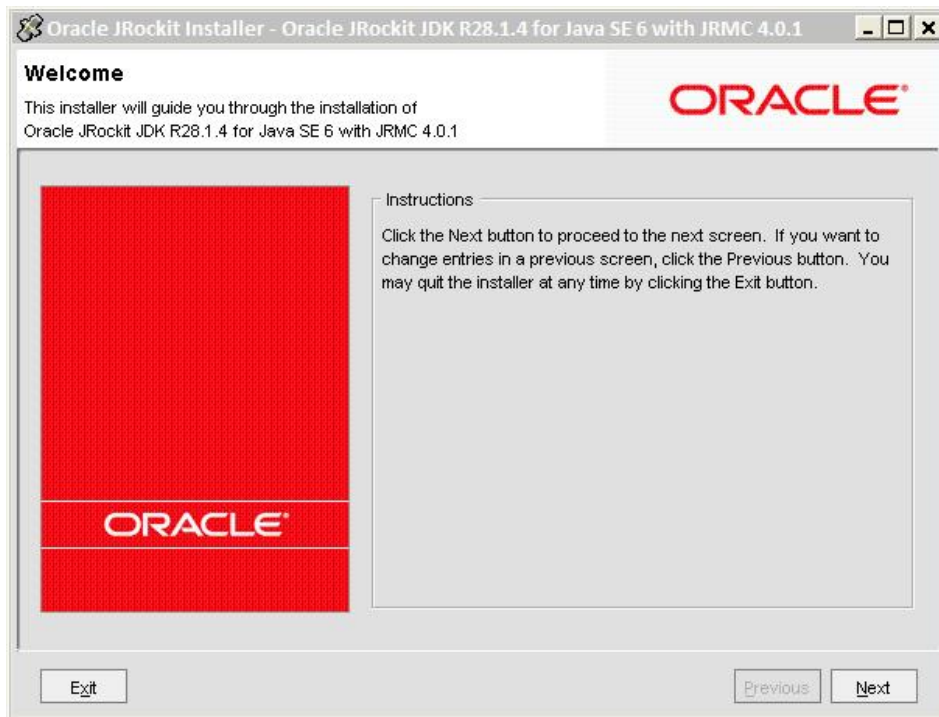 Oracle JRockit Installer - Oracle JRockit JDK R28.1.4 for Java SE 6 with JRMC 4.0.1
Welcome
This installer will guide you through the installation of
Oracle JRockit JDK R28.1.4 for Java SE 6 with JRMC 4.0.1
ORACLE®
Instructions
Click the Next button to proceed to the next screen. If you want to
change entries in a previous screen, click the Previous button. You
may quit the installer at any time by clicking the Exit button.
ORACLE®
Exit
Previous
Next